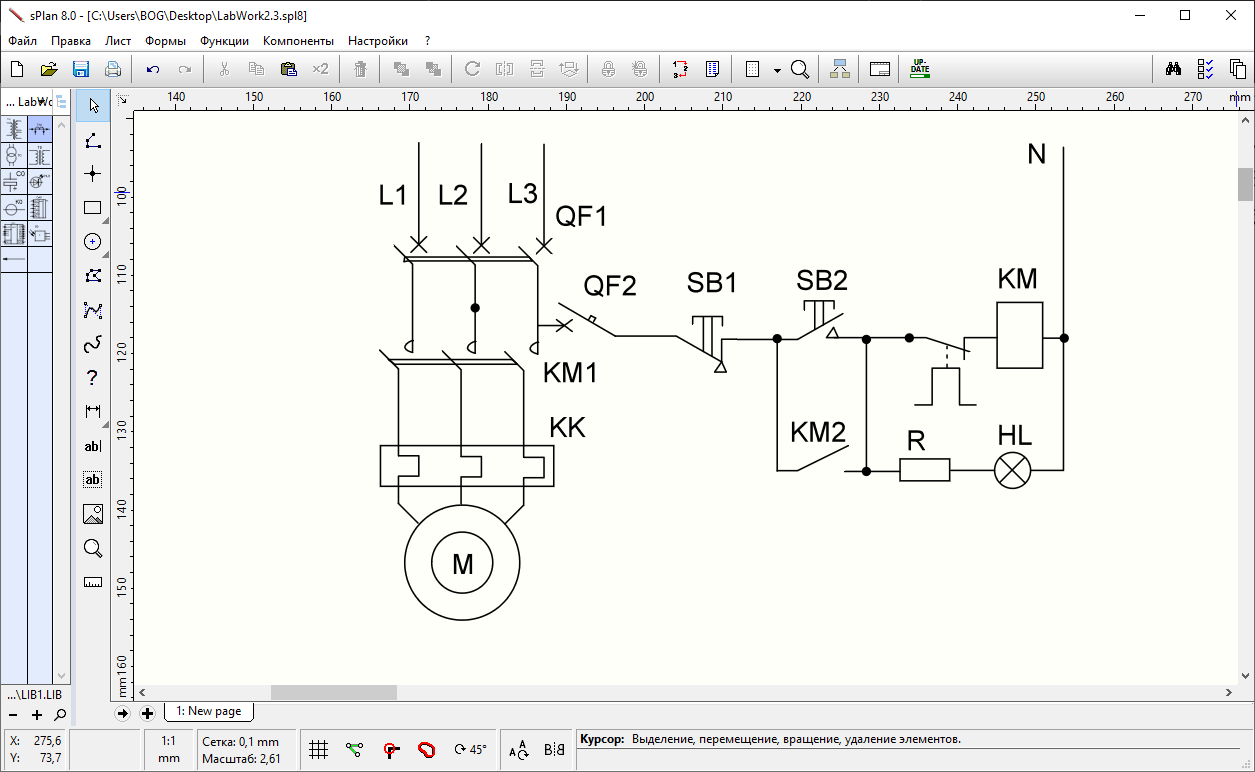 sPlan 8.0 - [C:\Users\BOG\Desktop\LabWork2.3.spl8]
Файл Правка Лист Формы Функции Компоненты Настройки ?
×2
UP-
DATE
... LabWo
140 150 160 170 180 190 200 210 220 230 240 250 260 270 mm
100
110
120
130
140
150
160
mm
?
ab|
ab
N
L1 L2 L3
QF1
QF2
SB1
SB2
KM
KM1
KK
KM2
R
HL
M
...\LIB1.LIB
1: New page
X: 275,6
Y: 73,7
1:1
mm
Сетка: 0,1 mm
Масштаб: 2,61
45°
Курсор: Выделение, перемещение, вращение, удаление элементов.